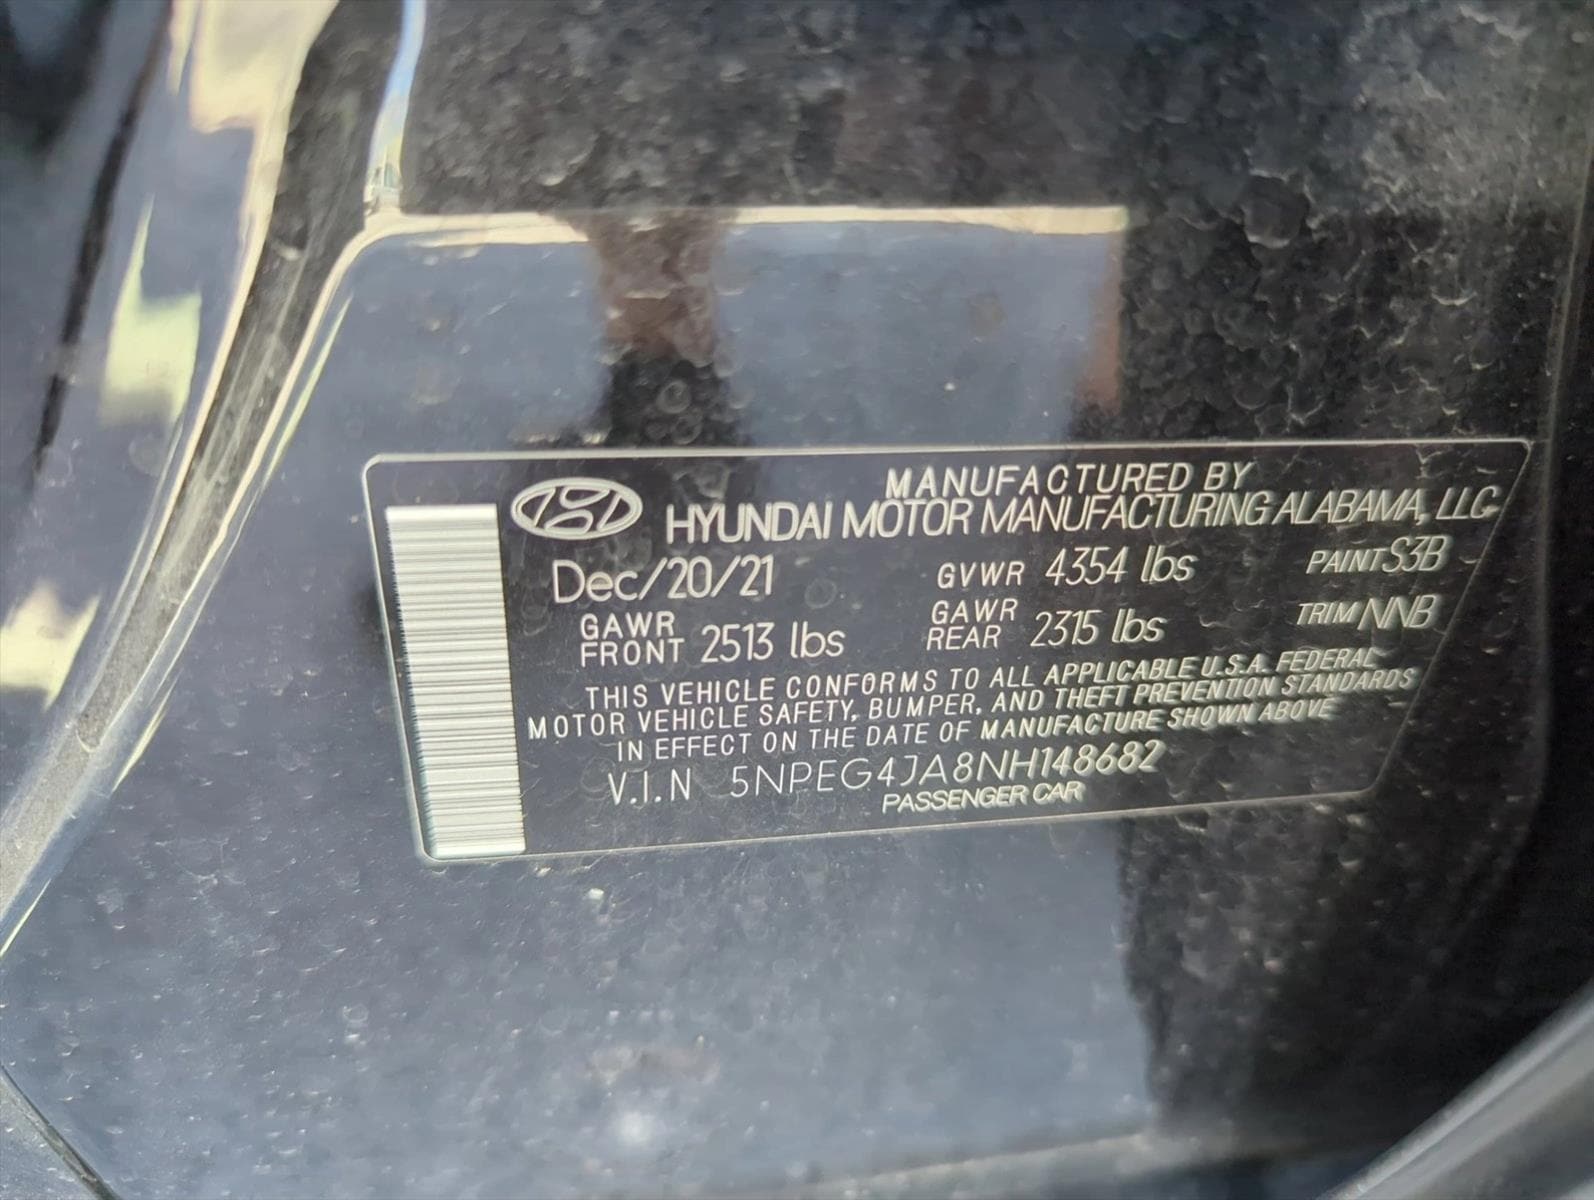 MANUFACTURED BY
HYUNDAI MOTOR MANUFACTURING ALABAMA, LLC
Dec/20/21 GVWR 4354 lbs PAINT S3B
GAWR FRONT 2513 lbs GAWR REAR 2315 lbs TRIM NNB
THIS VEHICLE CONFORMS TO ALL APPLICABLE U.S.A. FEDERAL
MOTOR VEHICLE SAFETY, BUMPER, AND THEFT PREVENTION STANDARDS
IN EFFECT ON THE DATE OF MANUFACTURE SHOWN ABOVE
V.I.N 5NPEG4JA8NH148682
PASSENGER CAR